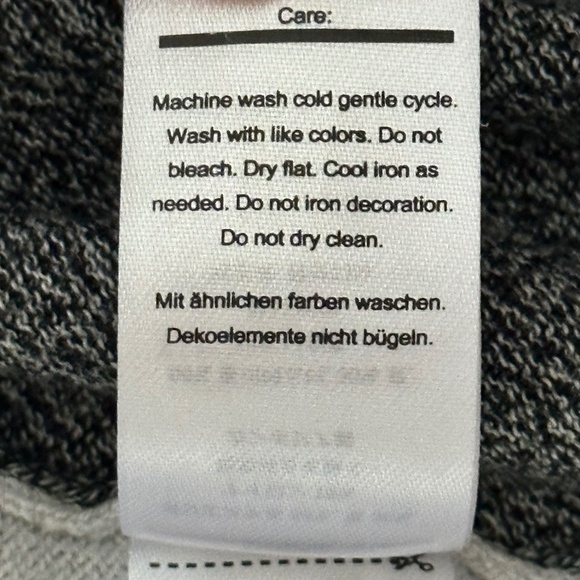 Care:
Machine wash cold gentle cycle.
Wash with like colors. Do not
bleach. Dry flat. Cool iron as
needed. Do not iron decoration.
Do not dry clean.
Mit ähnlichen farben waschen.
Dekoelemente nicht bügeln.